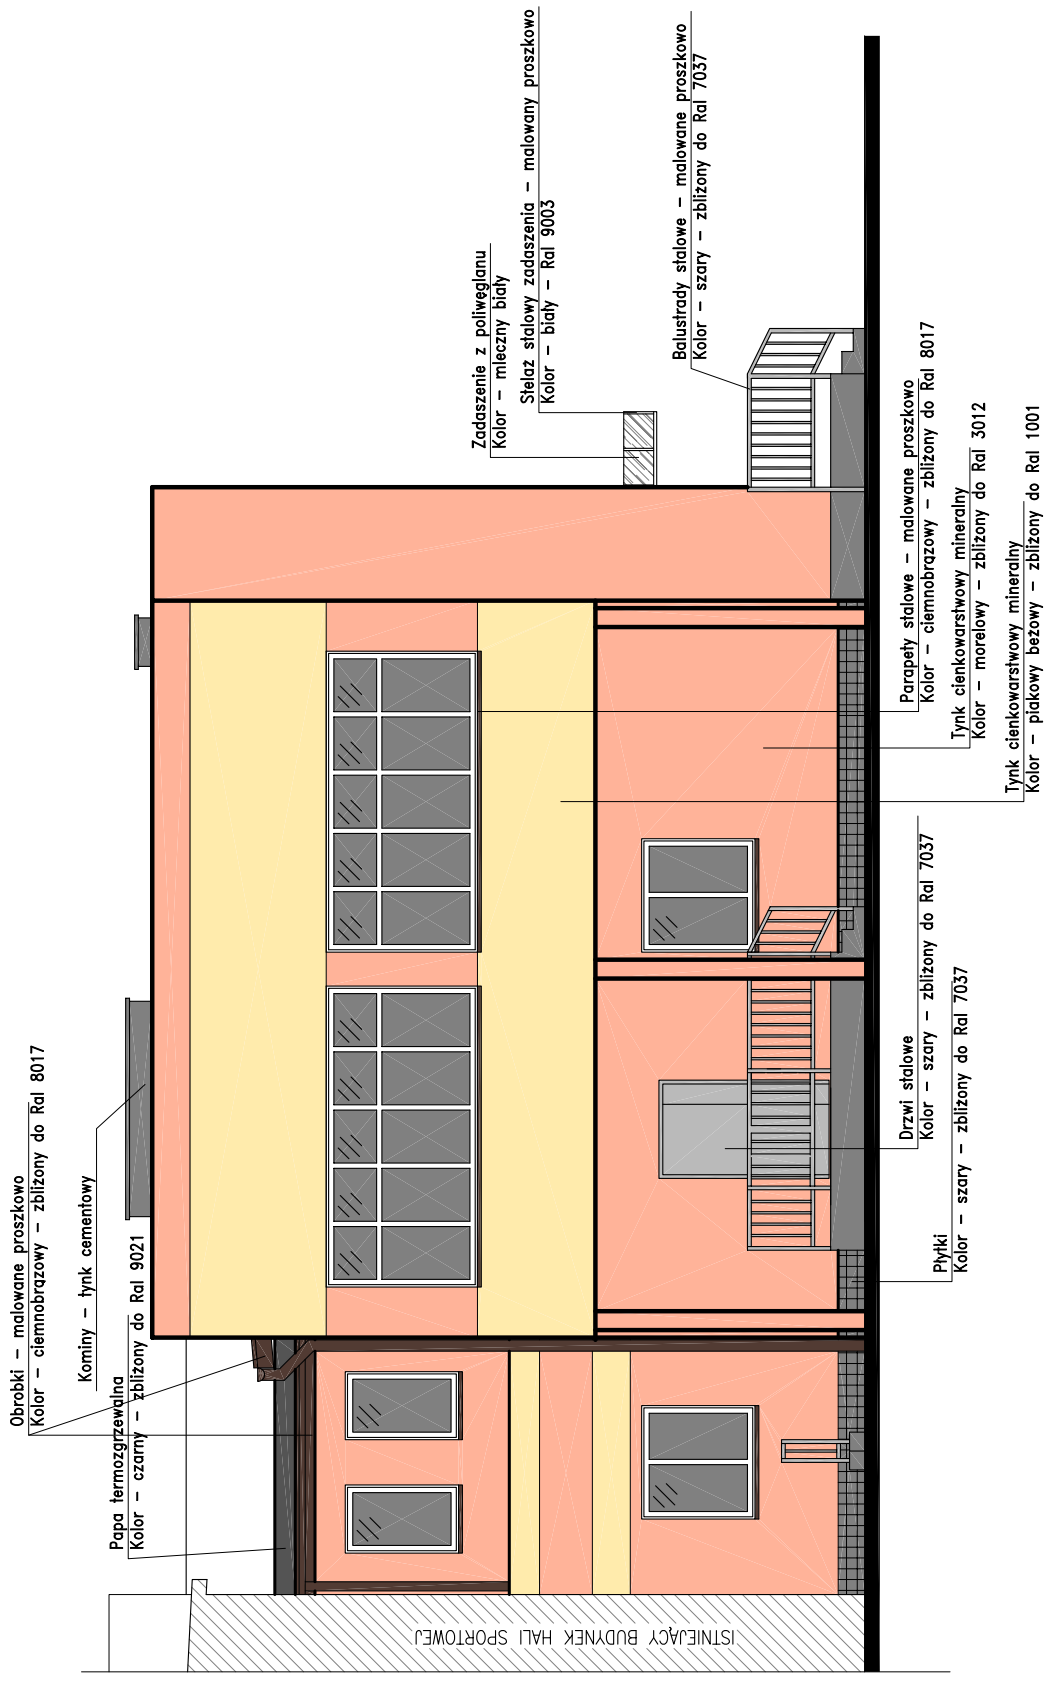 Obrobki – malowane proszkowo
Kolor – ciemnobrązowy – zbliżony do Ral 8017
Kominy – tynk cementowy
Papa termozgrzewalna
Kolor – czarny – zbliżony do Ral 9021
Zadaszenie z poliwęglanu
Kolor – mleczny biały
Stelaż stalowy zadaszenia – malowany proszkowo
Kolor – biały – Ral 9003
Balustrady stalowe – malowane proszkowo
Kolor – szary – zbliżony do Ral 7037
Parapety stalowe – malowane proszkowo
Kolor – ciemnobrązowy – zbliżony do Ral 8017
Tynk cienkowarstwowy mineralny
Kolor – morelowy – zbliżony do Ral 3012
Tynk cienkowarstwowy mineralny
Kolor – piakowy beżowy – zbliżony do Ral 1001
Drzwi stalowe
Kolor – szary – zbliżony do Ral 7037
Płytki
Kolor – szary – zbliżony do Ral 7037
ISTNIEJĄCY BUDYNEK HALI SPORTOWEJ